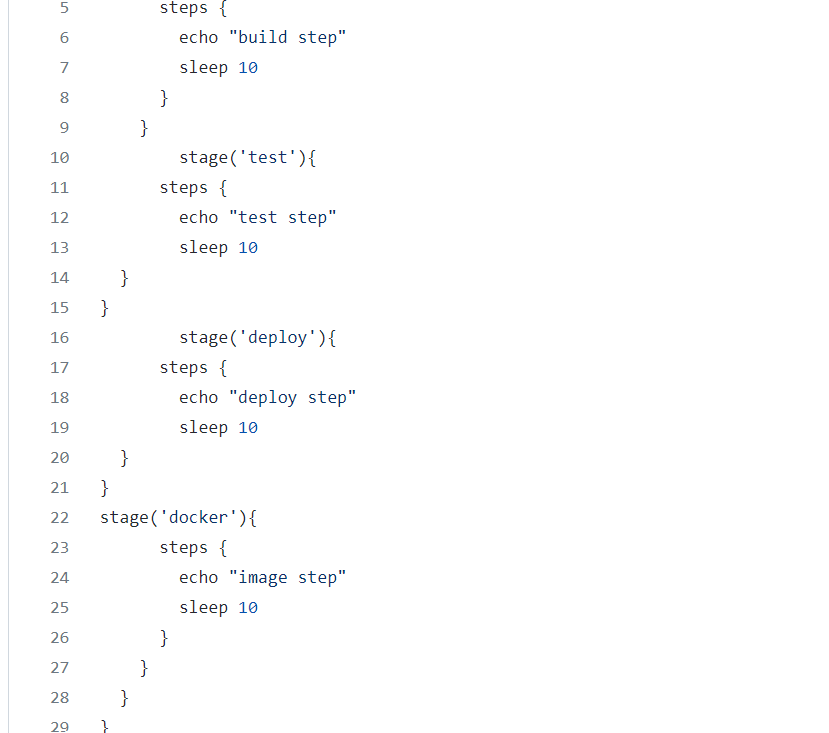 5 steps {
6 echo "build step"
7 sleep 10
8 }
9 }
10 stage('test'){
11 steps {
12 echo "test step"
13 sleep 10
14 }
15 }
16 stage('deploy'){
17 steps {
18 echo "deploy step"
19 sleep 10
20 }
21 }
22 stage('docker'){
23 steps {
24 echo "image step"
25 sleep 10
26 }
27 }
28 }
29 }